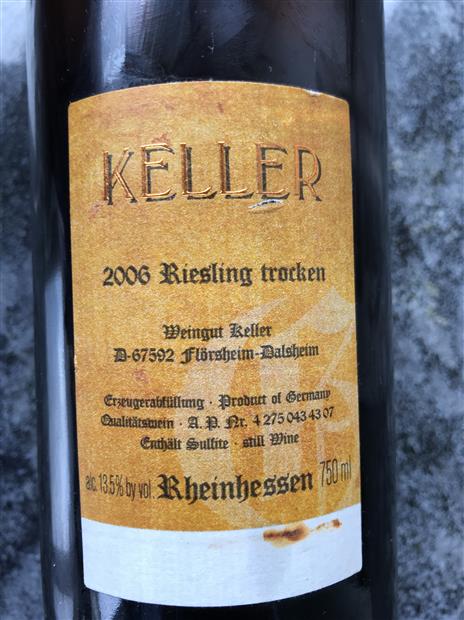 KELLER
2006 Riesling trocken
Weingut Keller
D-67592 Flörsheim-Dalsheim
Erzeugerabfüllung · Product of Germany
Qualitätswein · A. P. Nr. 4 275 043 43 07
Enthält Sulfite · still Wine
alc. 13.5% by vol. Rheinhessen 750 ml